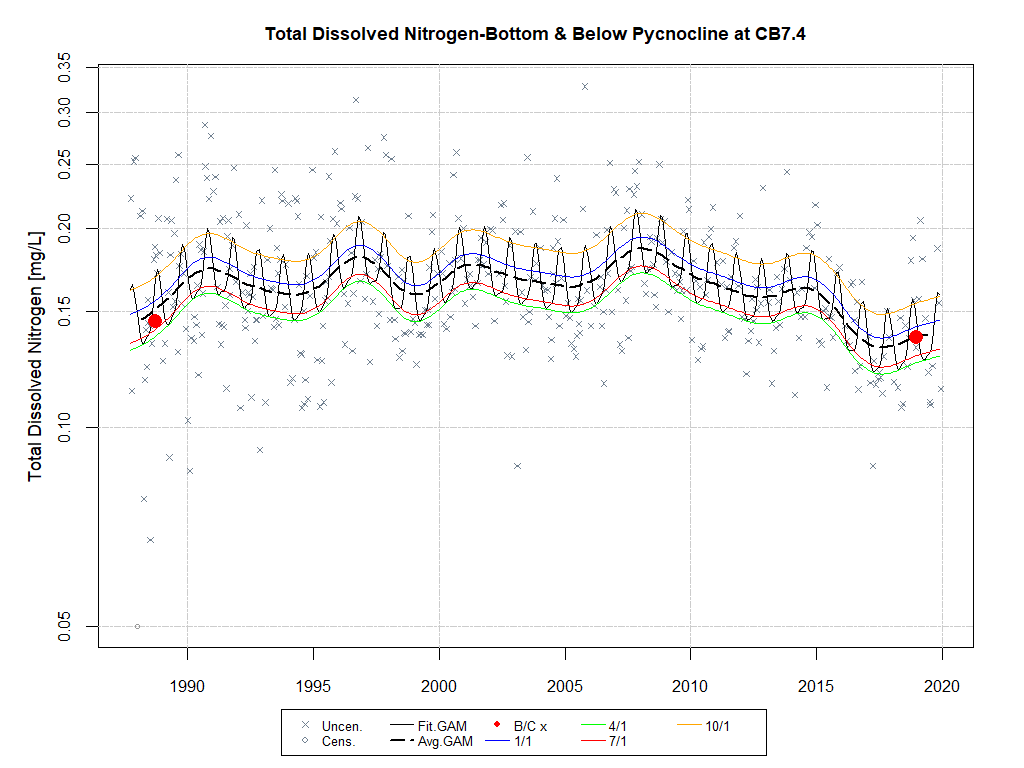 Total Dissolved Nitrogen-Bottom & Below Pycnocline at CB7.4
Total Dissolved Nitrogen [mg/L]
0.35
0.30
0.25
0.20
0.15
0.10
0.05
1990 1995 2000 2005 2010 2015 2020
Uncen. Fit.GAM B/C x 4/1 10/1
Cens. Avg.GAM 1/1 7/1